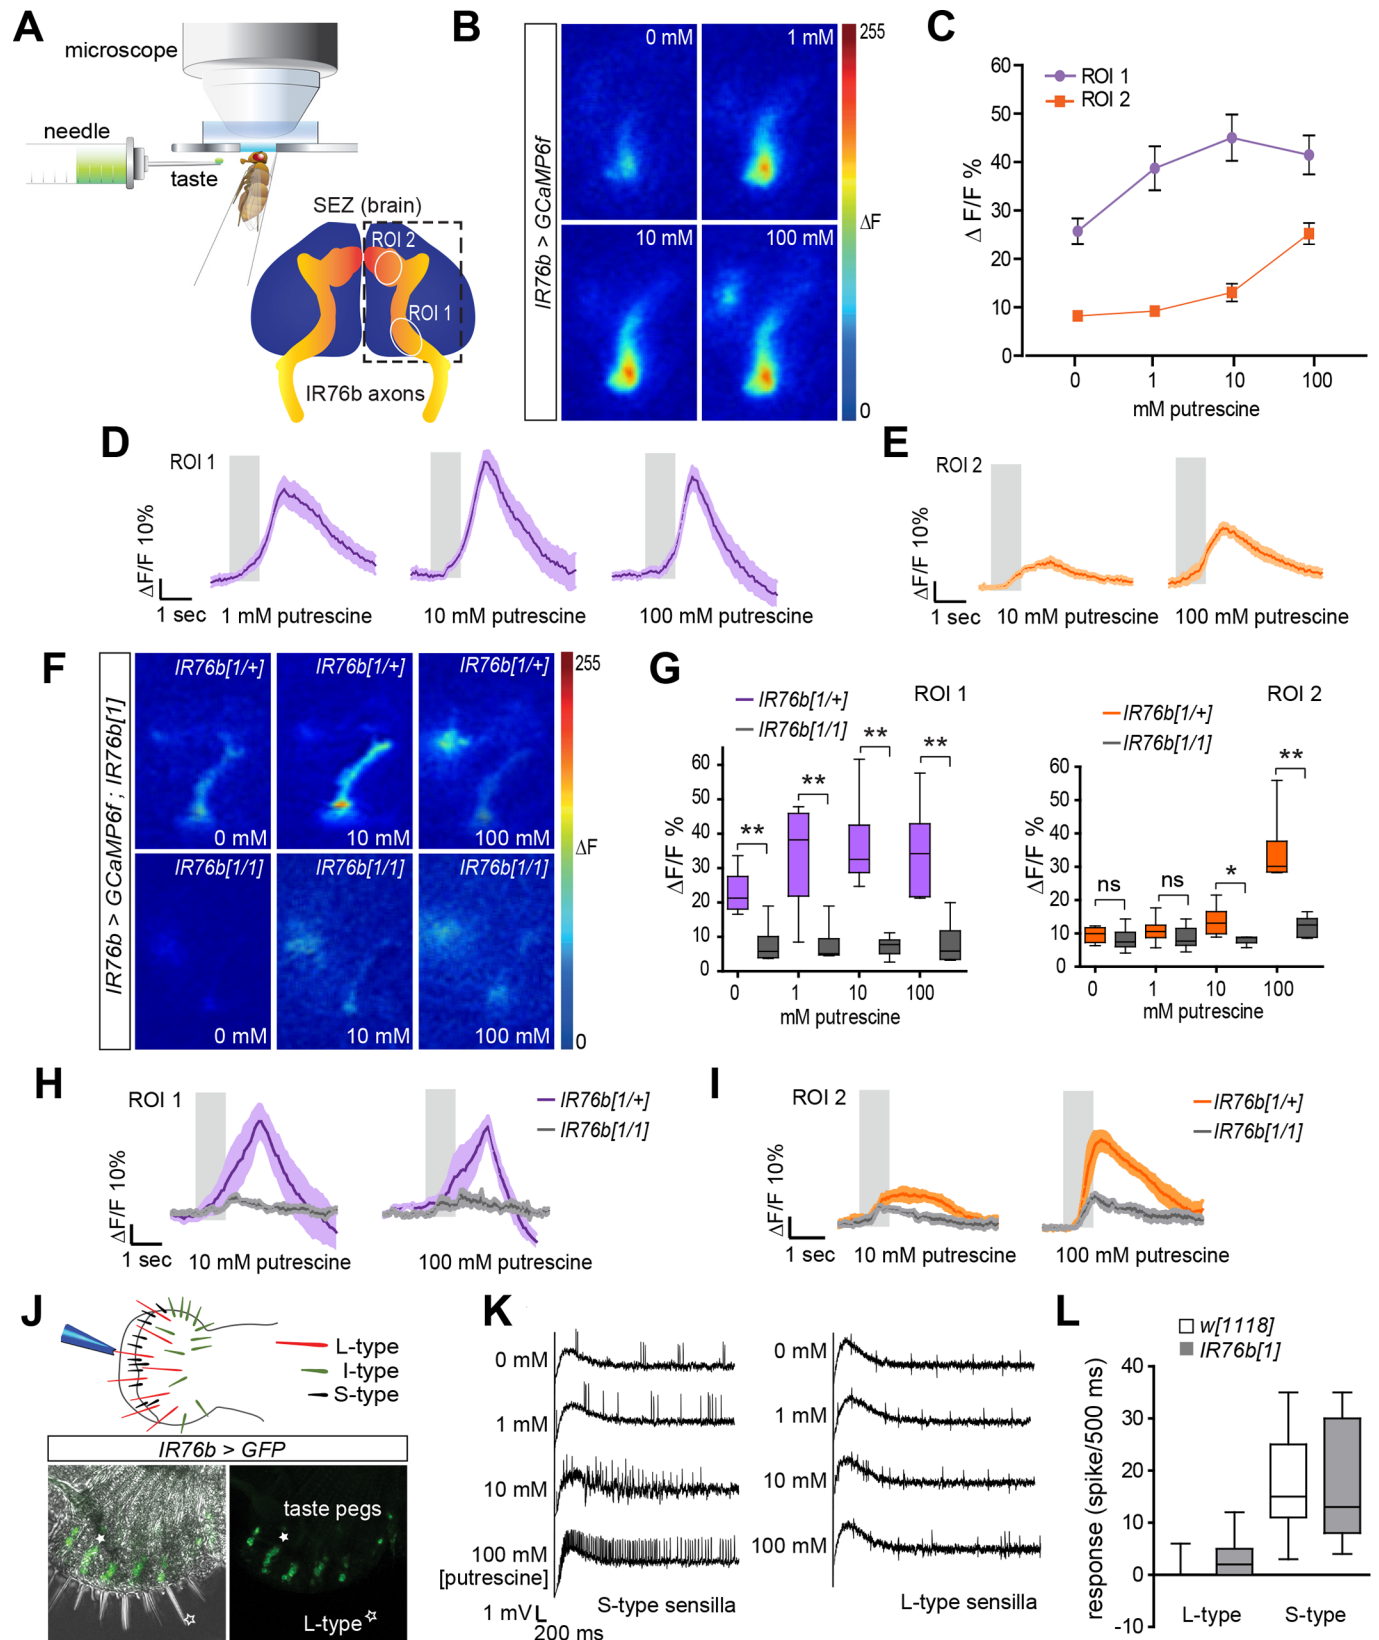 A
microscope
needle
taste
SEZ (brain)
ROI 2
ROI 1
IR76b axons
B
IR76b > GCaMP6f
0 mM
1 mM
10 mM
100 mM
255
ΔF
0
C
ROI 1
ROI 2
Δ F/F %
60
50
40
30
20
10
0
0 1 10 100
mM putrescine
D
ROI 1
ΔF/F 10%
1 sec
1 mM putrescine
10 mM putrescine
100 mM putrescine
E
ROI 2
ΔF/F 10%
1 sec
10 mM putrescine
100 mM putrescine
F
IR76b > GCaMP6f ; IR76b[1]
IR76b[1/+]
0 mM
IR76b[1/+]
10 mM
IR76b[1/+]
100 mM
IR76b[1/1]
0 mM
IR76b[1/1]
10 mM
IR76b[1/1]
100 mM
255
ΔF
0
G
IR76b[1/+]
IR76b[1/1]
ROI 1
ΔF/F %
60
50
40
30
20
10
0
** ** ** **
0 1 10 100
mM putrescine
IR76b[1/+]
IR76b[1/1]
ROI 2
ΔF/F %
60
50
40
30
20
10
0
ns ns * **
0 1 10 100
mM putrescine
H
ROI 1
IR76b[1/+]
IR76b[1/1]
ΔF/F 10%
1 sec
10 mM putrescine
100 mM putrescine
I
ROI 2
IR76b[1/+]
IR76b[1/1]
ΔF/F 10%
1 sec
10 mM putrescine
100 mM putrescine
J
L-type
I-type
S-type
IR76b > GFP
taste pegs
L-type
K
0 mM
1 mM
10 mM
100 mM
[putrescine]
1 mV
200 ms
S-type sensilla
0 mM
1 mM
10 mM
100 mM
L-type sensilla
L
w[1118]
IR76b[1]
response (spike/500 ms)
40
30
20
10
0
-10
L-type
S-type